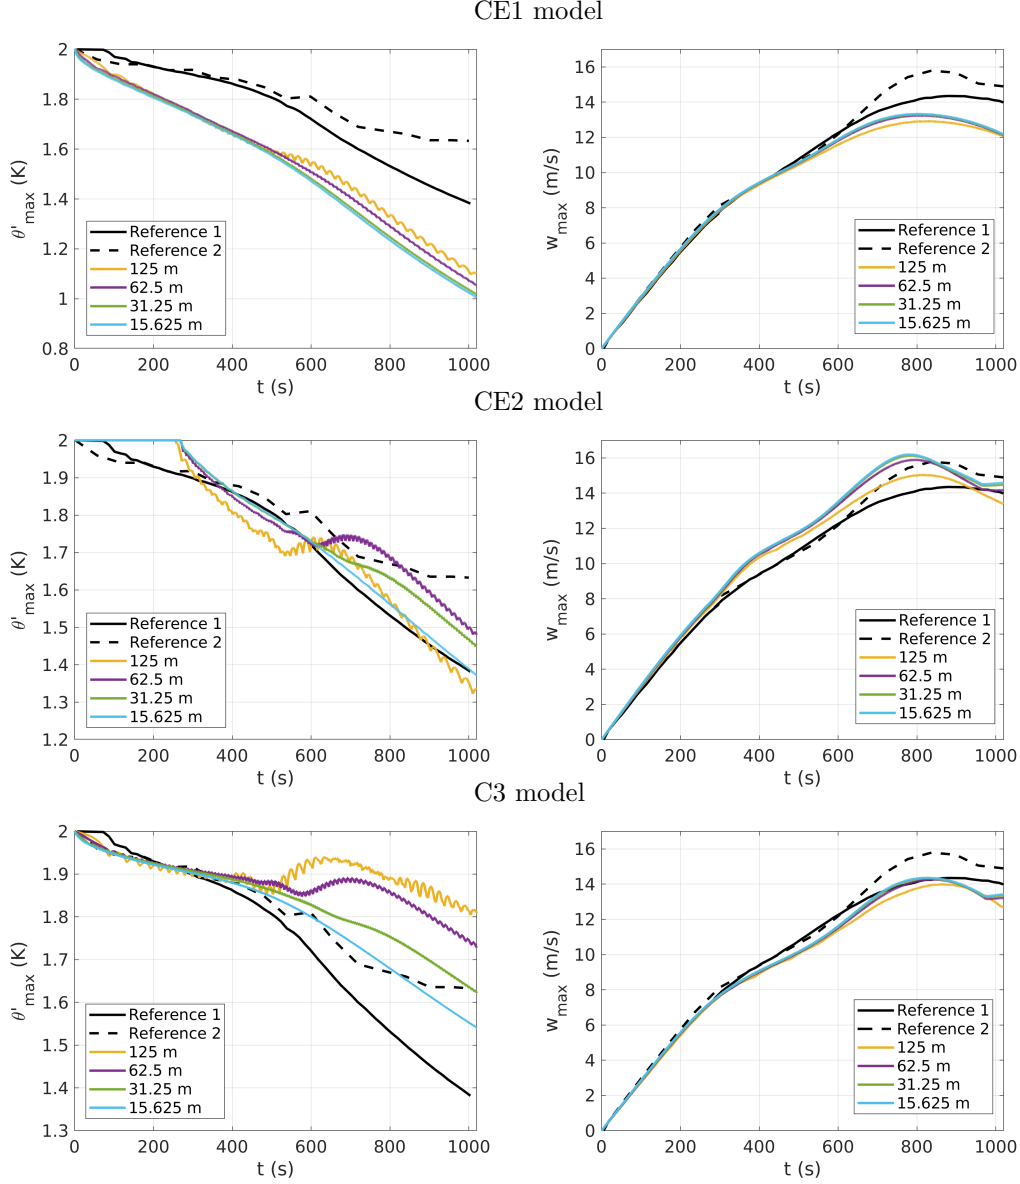 CE1 model
2
1.8
1.6
1.4
1.2
1
0.8
0 200 400 600 800 1000
t (s)
θ'max (K)
Reference 1
Reference 2
125 m
62.5 m
31.25 m
15.625 m
16
14
12
10
8
6
4
2
0
0 200 400 600 800 1000
t (s)
wmax (m/s)
Reference 1
Reference 2
125 m
62.5 m
31.25 m
15.625 m
CE2 model
2
1.9
1.8
1.7
1.6
1.5
1.4
1.3
1.2
0 200 400 600 800 1000
t (s)
θ'max (K)
Reference 1
Reference 2
125 m
62.5 m
31.25 m
15.625 m
16
14
12
10
8
6
4
2
0
0 200 400 600 800 1000
t (s)
wmax (m/s)
Reference 1
Reference 2
125 m
62.5 m
31.25 m
15.625 m
C3 model
2
1.9
1.8
1.7
1.6
1.5
1.4
1.3
0 200 400 600 800 1000
t (s)
θ'max (K)
Reference 1
Reference 2
125 m
62.5 m
31.25 m
15.625 m
16
14
12
10
8
6
4
2
0
0 200 400 600 800 1000
t (s)
wmax (m/s)
Reference 1
Reference 2
125 m
62.5 m
31.25 m
15.625 m